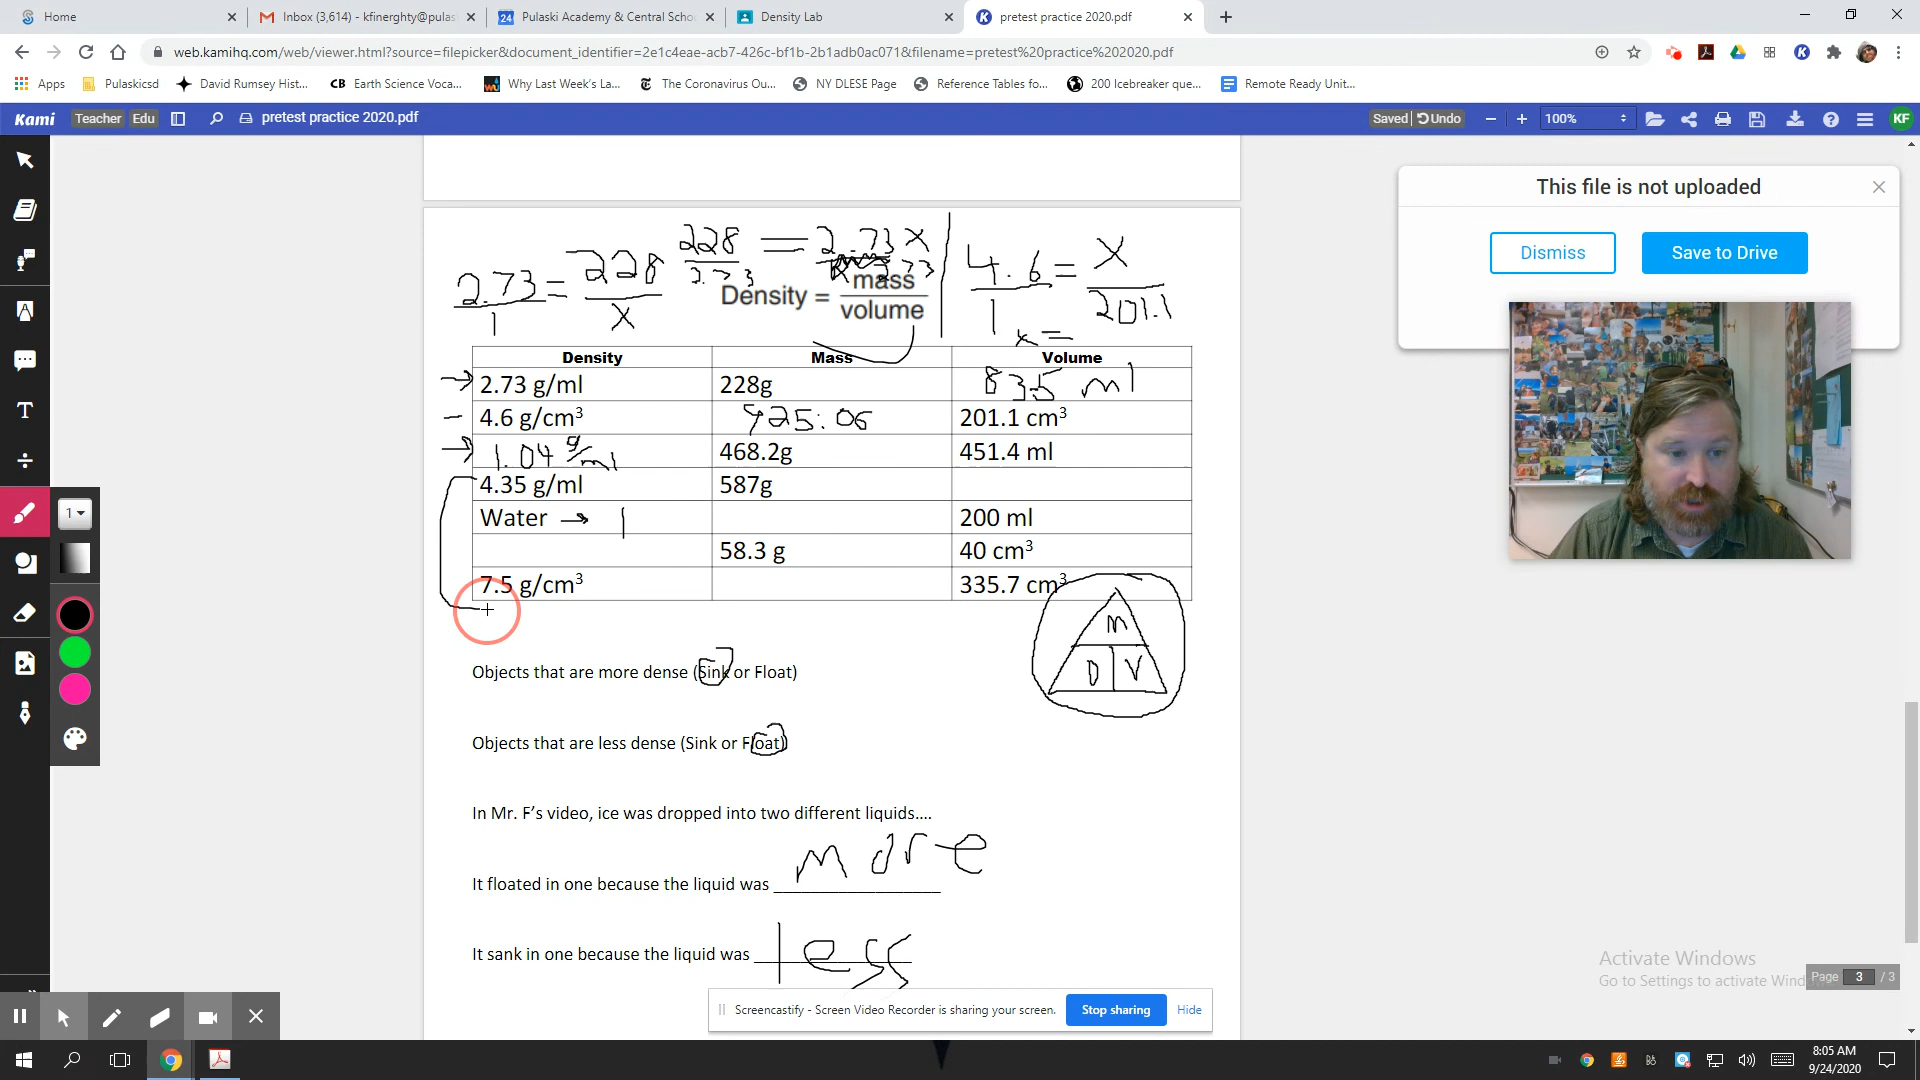 Home
Inbox (3,614) - kfinerghty@pulas
Pulaski Academy & Central Scho
Density Lab
pretest practice 2020.pdf
web.kamihq.com/web/viewer.html?source=filepicker&document_identifier=2e1c4eae-acb7-426c-bf1b-2b1adb0ac071&filename=pretest%20practice%202020.pdf
Apps
Pulaskicsd
David Rumsey Hist...
CB Earth Science Voca...
Why Last Week's La...
The Coronavirus Ou...
NY DLESE Page
Reference Tables fo...
200 Icebreaker que...
Remote Ready Unit...
Kami Teacher Edu pretest practice 2020.pdf
Saved Undo
100%
KF
This file is not uploaded
Dismiss Save to Drive
2.73 = 228
1 x
228 = 2.73 x
2.73
4.6 = x
1 201.1
x =
Density = mass
volume
Density Mass Volume
2.73 g/ml 228g 83.5 ml
4.6 g/cm³ 925.06 201.1 cm³
1.04 g/ml 468.2g 451.4 ml
4.35 g/ml 587g
Water → 1 200 ml
58.3 g 40 cm³
7.5 g/cm³ 335.7 cm³
M
D V
Objects that are more dense (Sink or Float)
Objects that are less dense (Sink or Float)
In Mr. F's video, ice was dropped into two different liquids....
It floated in one because the liquid was more
It sank in one because the liquid was less
Activate Windows
Go to Settings to activate Wind
Page 3 / 3
Screencastify - Screen Video Recorder is sharing your screen.
Stop sharing
Hide
8:05 AM
9/24/2020